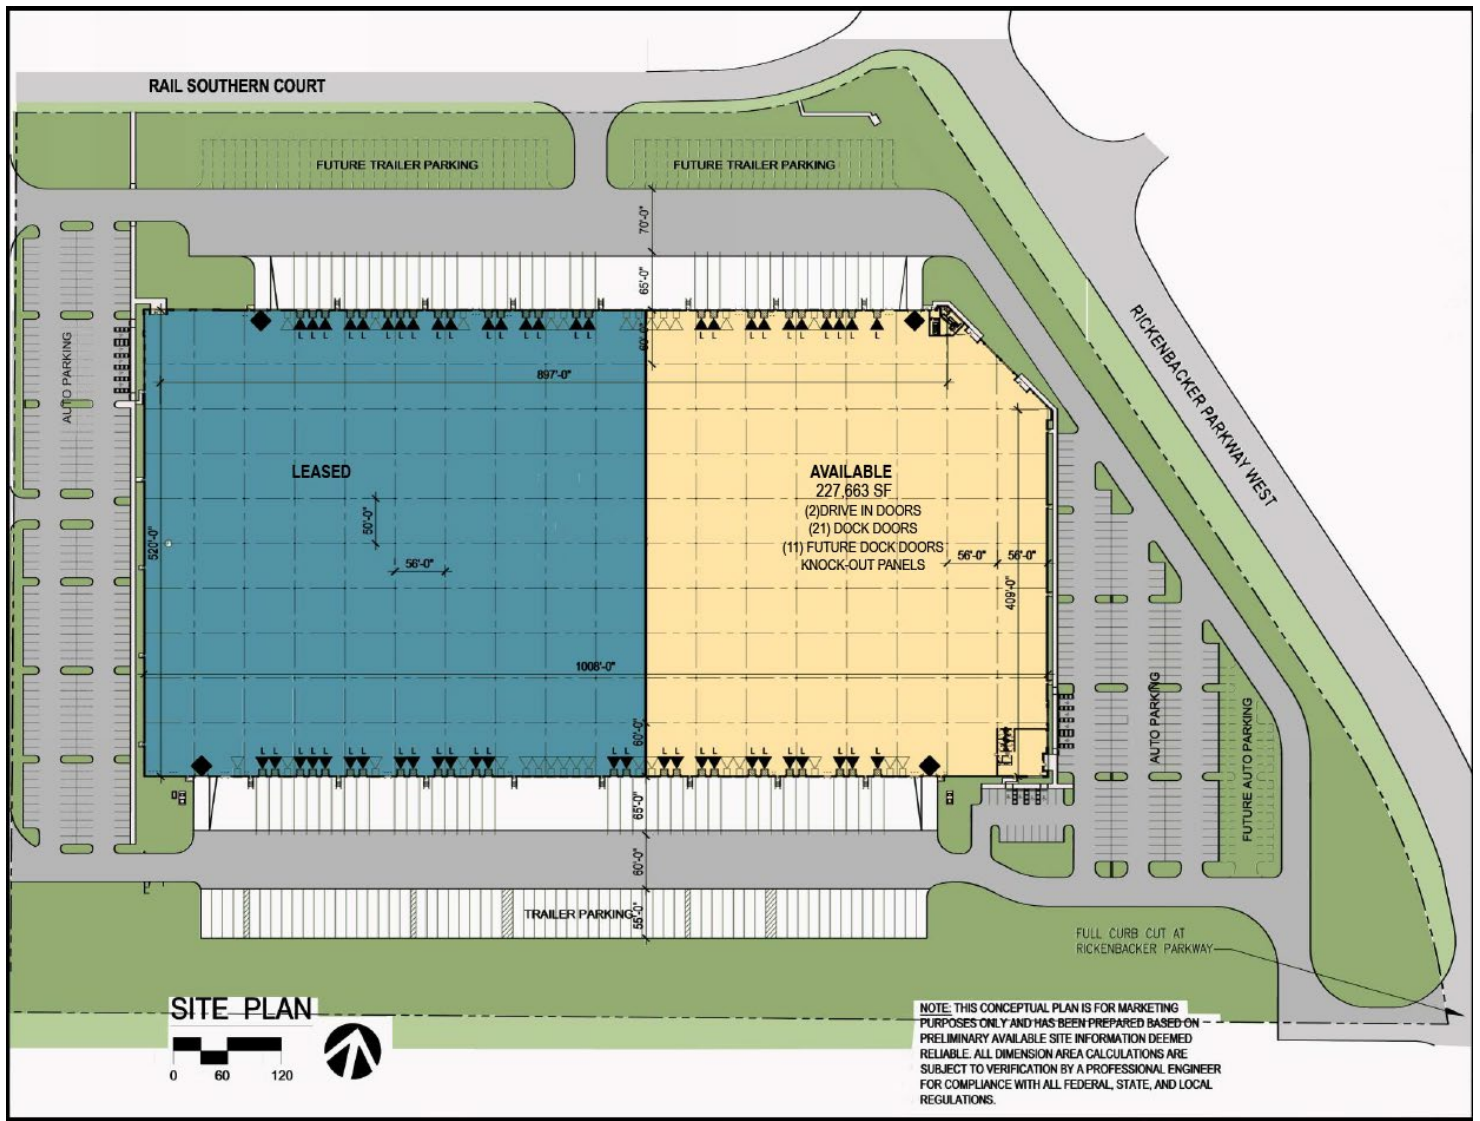 RAIL SOUTHERN COURT
FUTURE TRAILER PARKING
FUTURE TRAILER PARKING
70'-0"
65'-0"
60'-0"
L L L L L L L L L L L L L L
L L L L L L L L L L
897'-0"
AUTO PARKING
RICKENBACKER PARKWAY WEST
LEASED
AVAILABLE
227,663 SF
(2)DRIVE IN DOORS
(21) DOCK DOORS
(11) FUTURE DOCK DOORS
KNOCK-OUT PANELS
50'-0"
520'-0"
56'-0"
56'-0"
56'-0"
409'-0"
1008'-0"
60'-0"
AUTO PARKING
FUTURE AUTO PARKING
65'-0"
60'-0"
TRAILER PARKING
55'-0"
FULL CURB CUT AT
RICKENBACKER PARKWAY
SITE PLAN
0 60 120
NOTE: THIS CONCEPTUAL PLAN IS FOR MARKETING
PURPOSES ONLY AND HAS BEEN PREPARED BASED ON
PRELIMINARY AVAILABLE SITE INFORMATION DEEMED
RELIABLE. ALL DIMENSION AREA CALCULATIONS ARE
SUBJECT TO VERIFICATION BY A PROFESSIONAL ENGINEER
FOR COMPLIANCE WITH ALL FEDERAL, STATE, AND LOCAL
REGULATIONS.